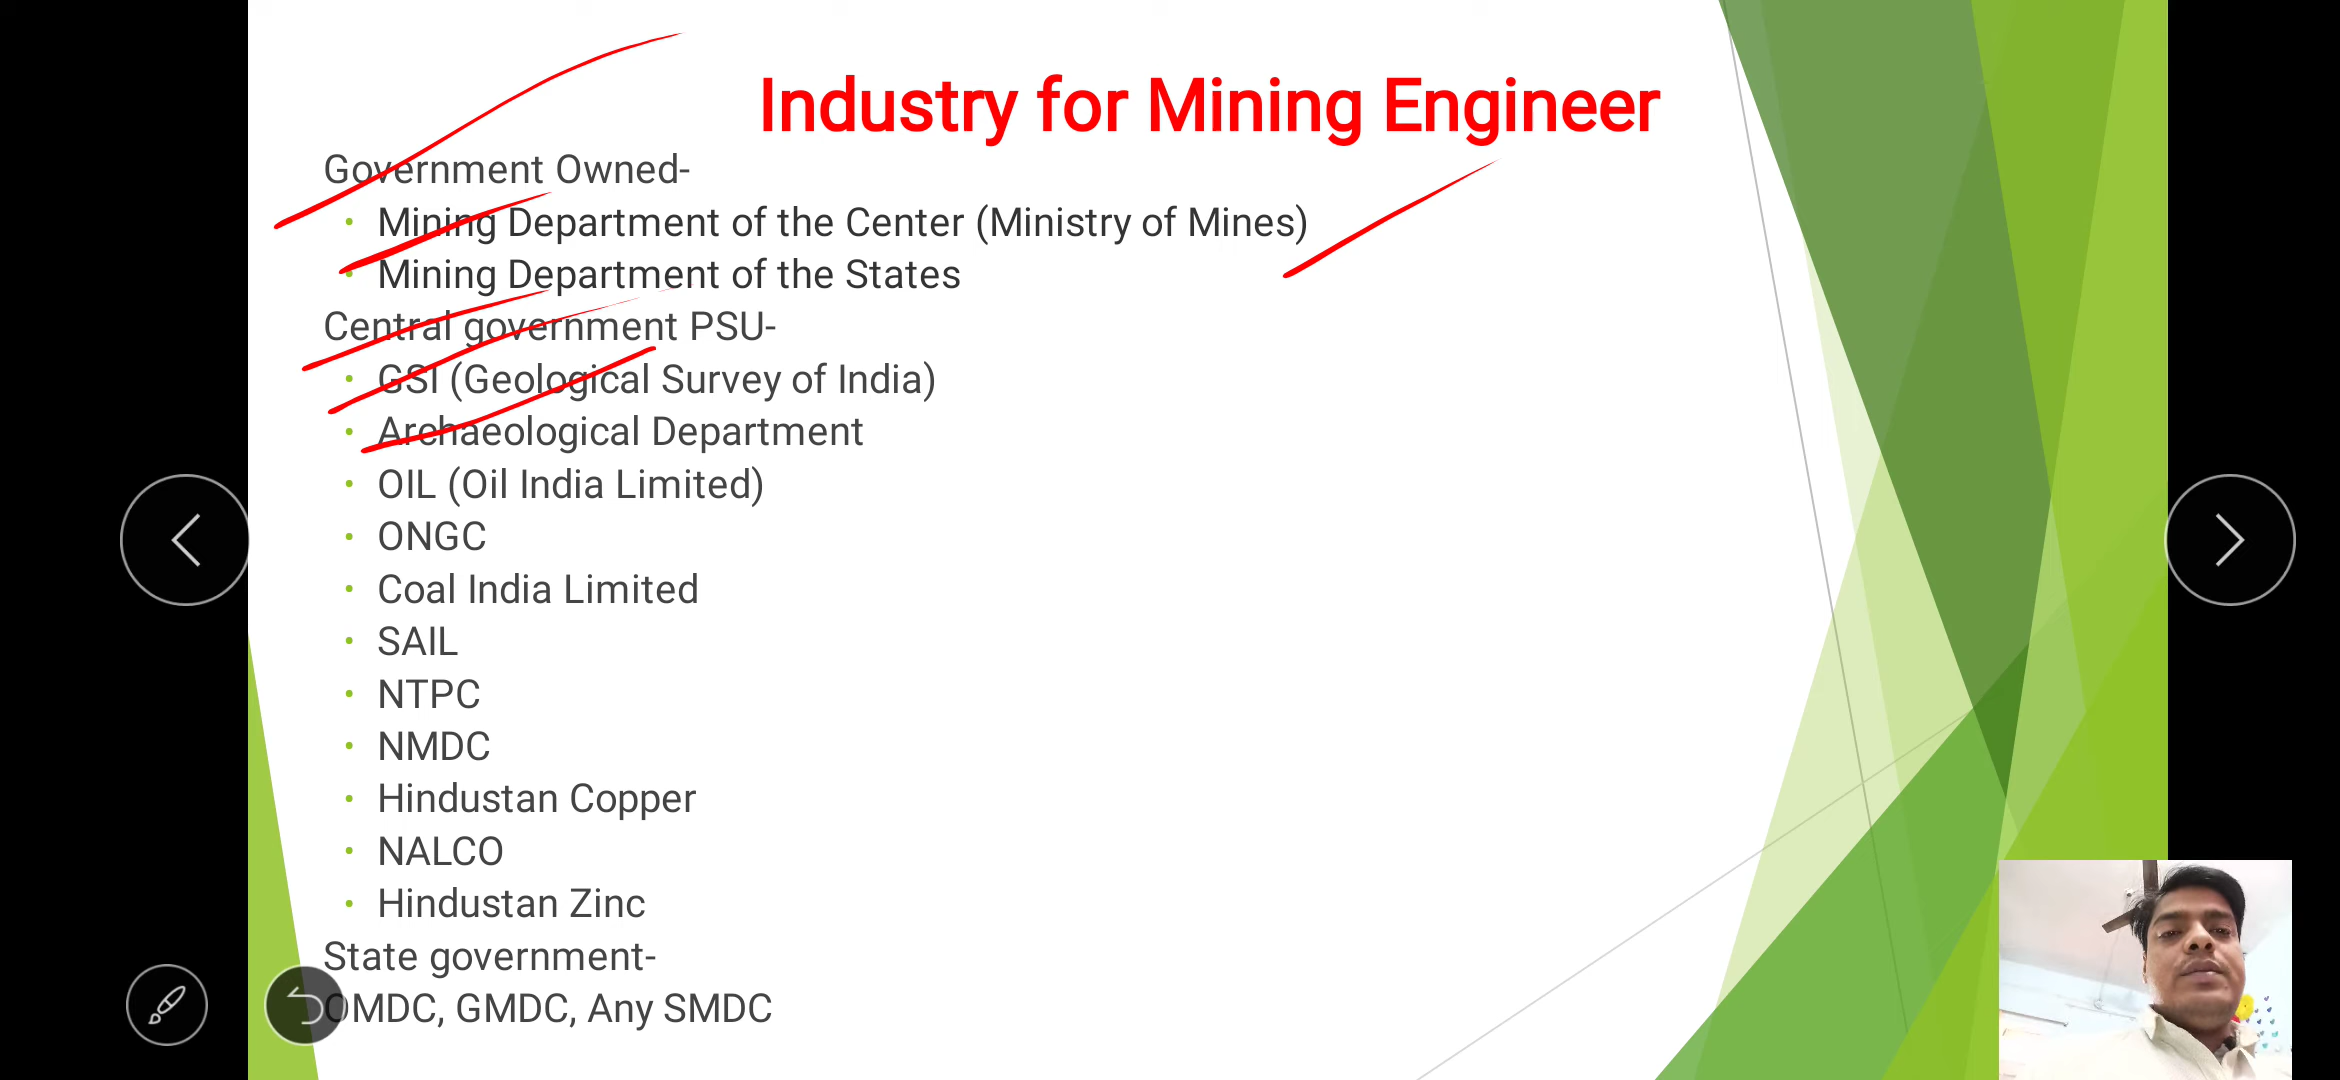 Industry for Mining Engineer
Government Owned-
• Mining Department of the Center (Ministry of Mines)
• Mining Department of the States
Central government PSU-
• GSI (Geological Survey of India)
• Archaeological Department
• OIL (Oil India Limited)
• ONGC
• Coal India Limited
• SAIL
• NTPC
• NMDC
• Hindustan Copper
• NALCO
• Hindustan Zinc
State government-
OMDC, GMDC, Any SMDC